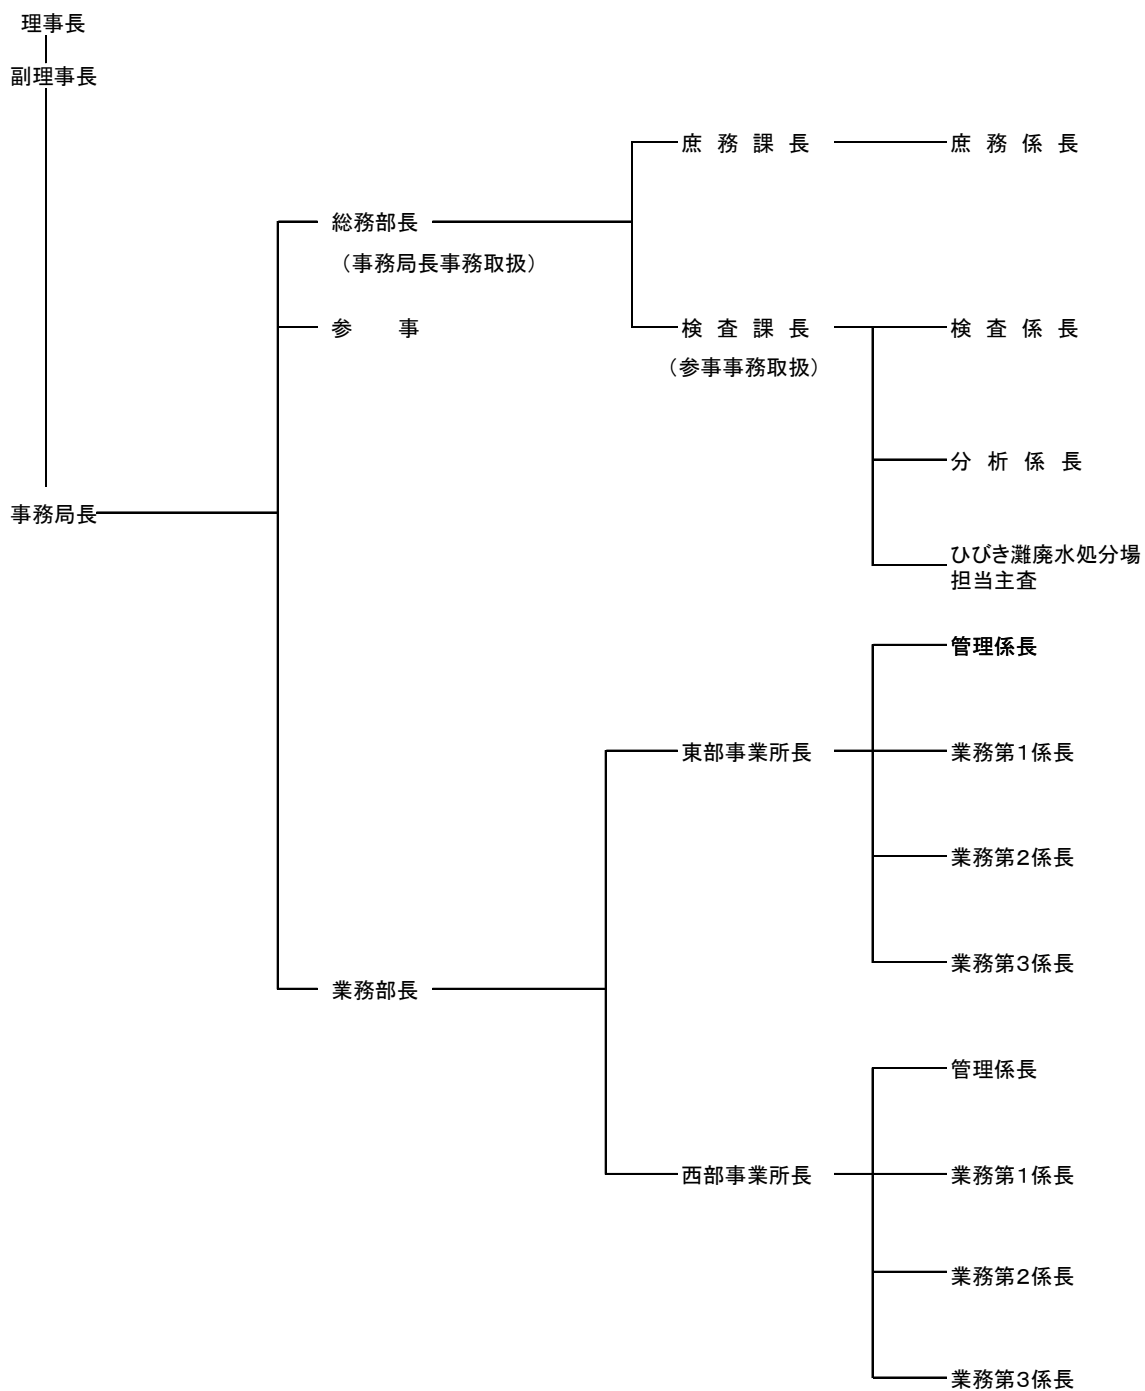 理事長
副理事長
庶務課長
庶務係長
総務部長
（事務局長事務取扱）
参事
検査課長
（参事事務取扱）
検査係長
分析係長
事務局長
ひびき灘廃水処分場
担当主査
管理係長
東部事業所長
業務第1係長
業務第2係長
業務第3係長
業務部長
管理係長
西部事業所長
業務第1係長
業務第2係長
業務第3係長